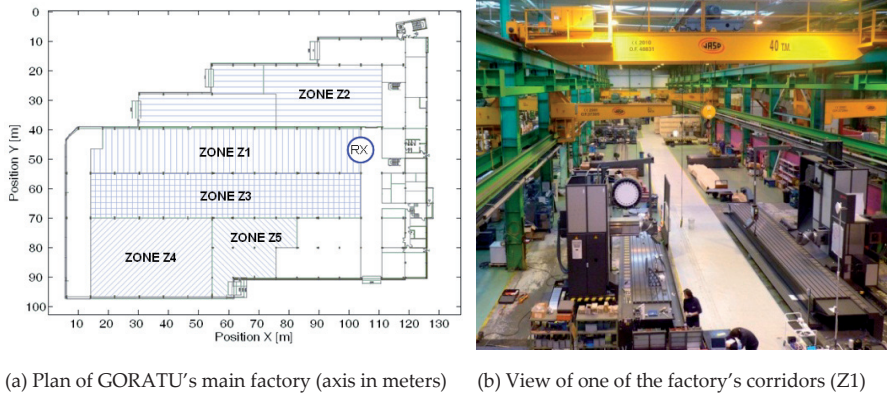 0
10
20
30
40
50
60
70
80
90
100
Position Y [m]
ZONE Z2
ZONE Z1
RX
ZONE Z3
ZONE Z4
ZONE Z5
0 10 20 30 40 50 60 70 80 90 100 110 120 130
Position X [m]
JASO
40 TM.
(a) Plan of GORATU's main factory (axis in meters)
(b) View of one of the factory's corridors (Z1)